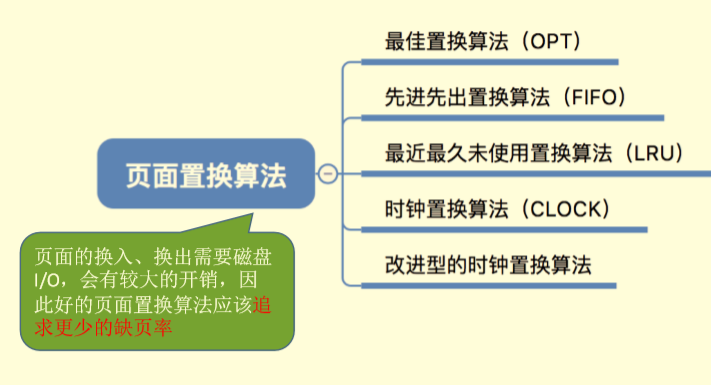 最佳置换算法（OPT）
先进先出置换算法（FIFO）
最近最久未使用置换算法（LRU）
时钟置换算法（CLOCK）
改进型的时钟置换算法
页面置换算法
页面的换入、换出需要磁盘
I/O，会有较大的开销，因
此好的页面置换算法应该追
求更少的缺页率